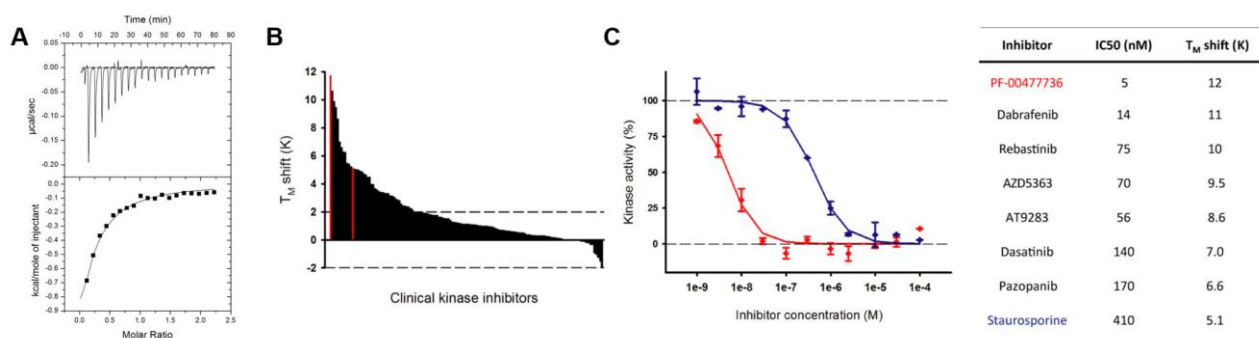 A
Time (min)
-10 0 10 20 30 40 50 60 70 80 90
0.05
0.00
-0.05
-0.10
-0.15
-0.20
µcal/sec
0.0
-0.1
-0.2
-0.3
-0.4
-0.5
-0.6
-0.7
-0.8
-0.9
kcal/mole of injectant
0.0 0.5 1.0 1.5 2.0 2.5
Molar Ratio
B
12
10
8
6
4
2
0
-2
TM shift (K)
Clinical kinase inhibitors
C
100
75
50
25
0
Kinase activity (%)
1e-9 1e-8 1e-7 1e-6 1e-5 1e-4
Inhibitor concentration (M)
Inhibitor IC50 (nM) TM shift (K)
PF-00477736 5 12
Dabrafenib 14 11
Rebastinib 75 10
AZD5363 70 9.5
AT9283 56 8.6
Dasatinib 140 7.0
Pazopanib 170 6.6
Staurosporine 410 5.1